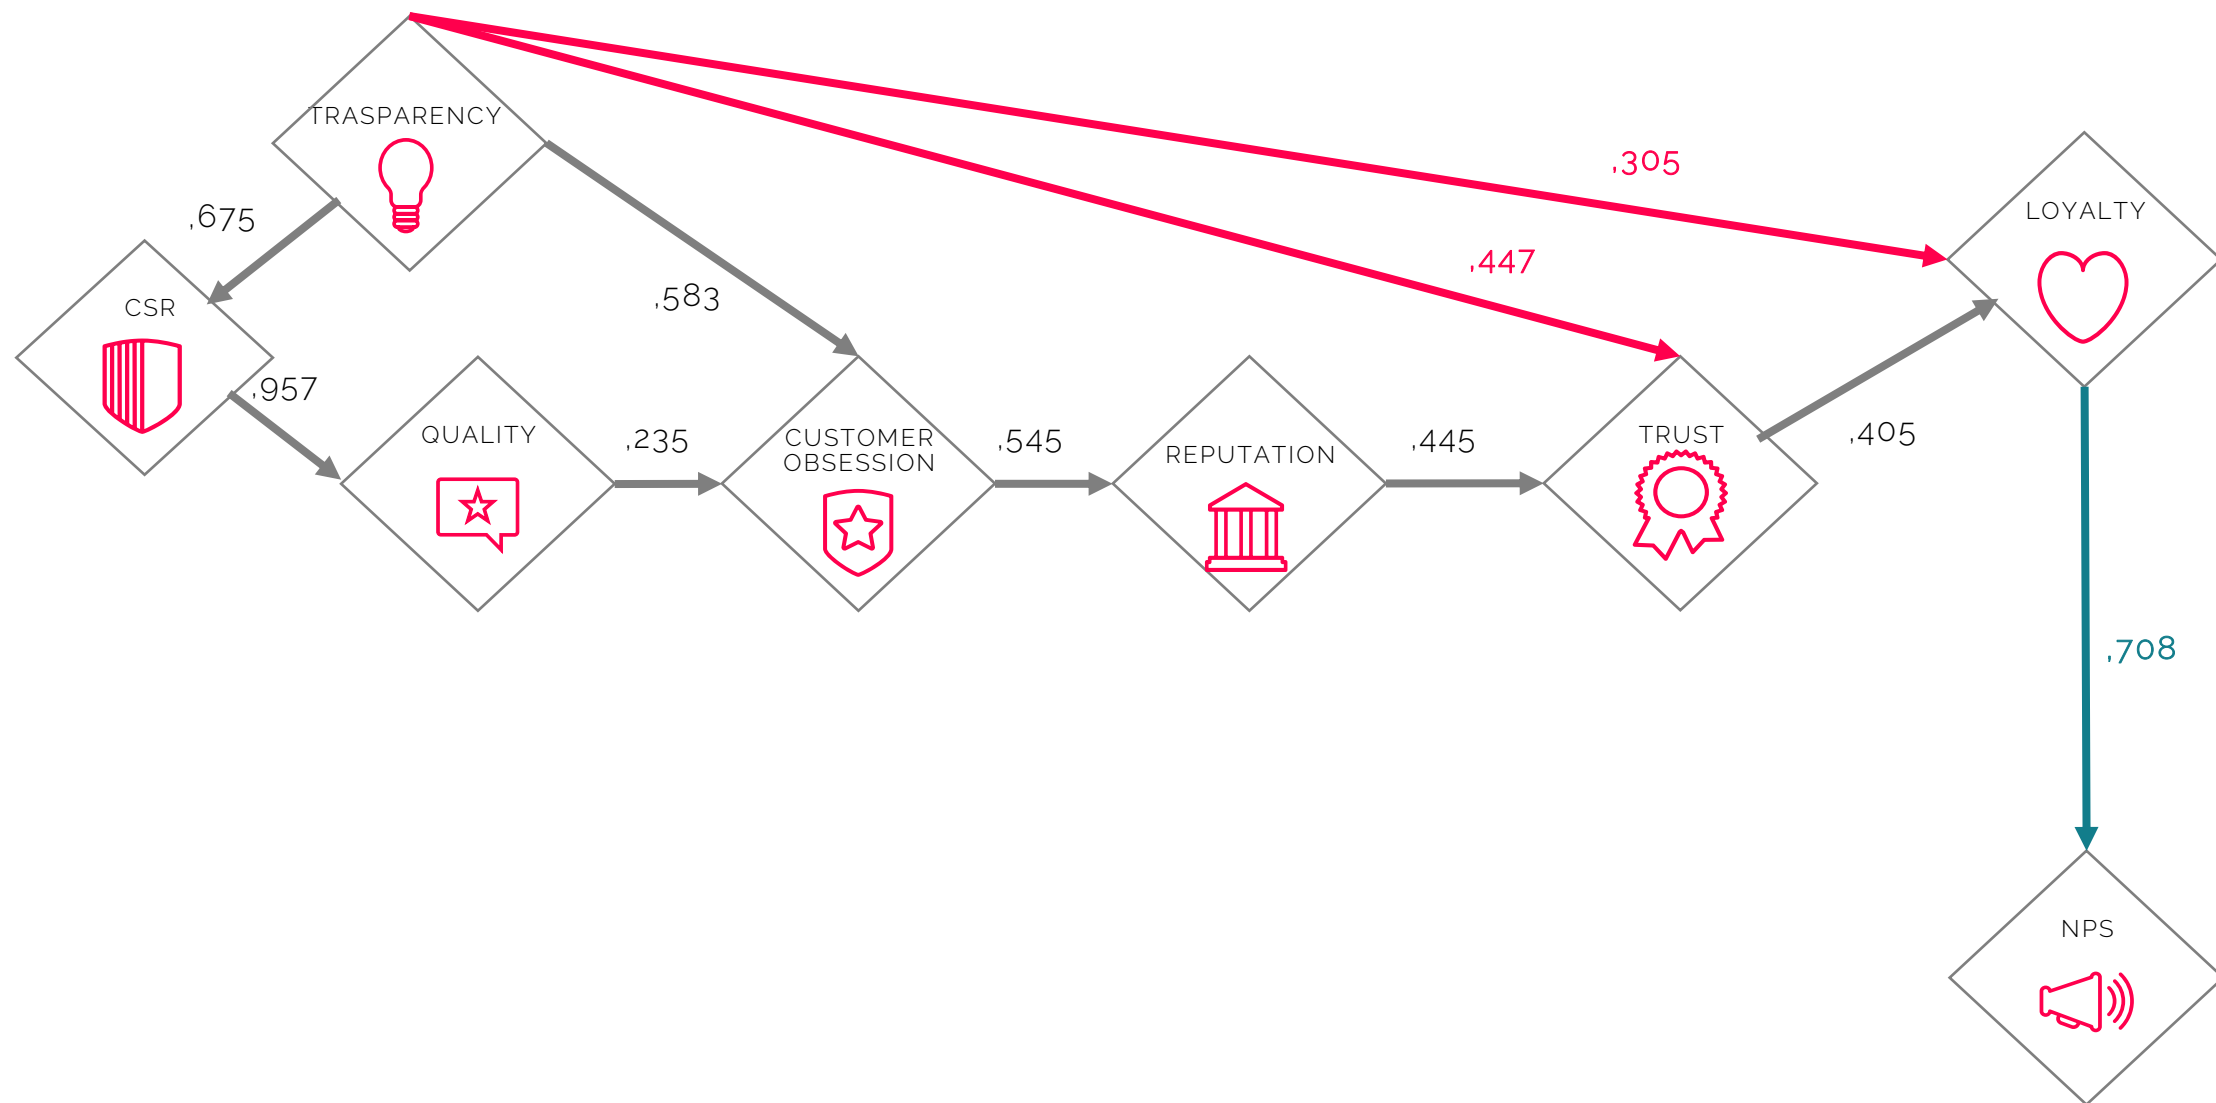 TRASPARENCY
,305
LOYALTY
,675
,447
,583
CSR
,957
QUALITY
,235
CUSTOMER
OBSESSION
,545
REPUTATION
,445
TRUST
,405
,708
NPS